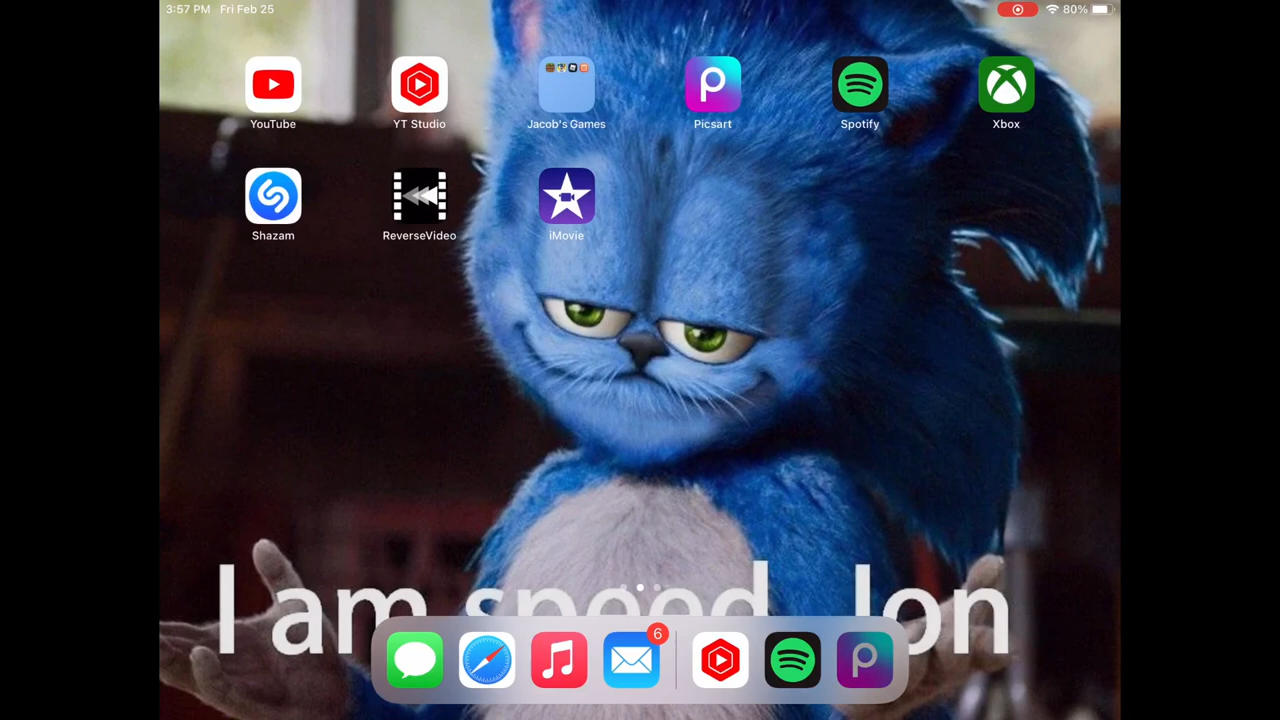 3:57 PM Fri Feb 25 80%
YouTube YT Studio Jacob's Games Picsart Spotify Xbox
Shazam ReverseVideo iMovie
I am speed Jon
6